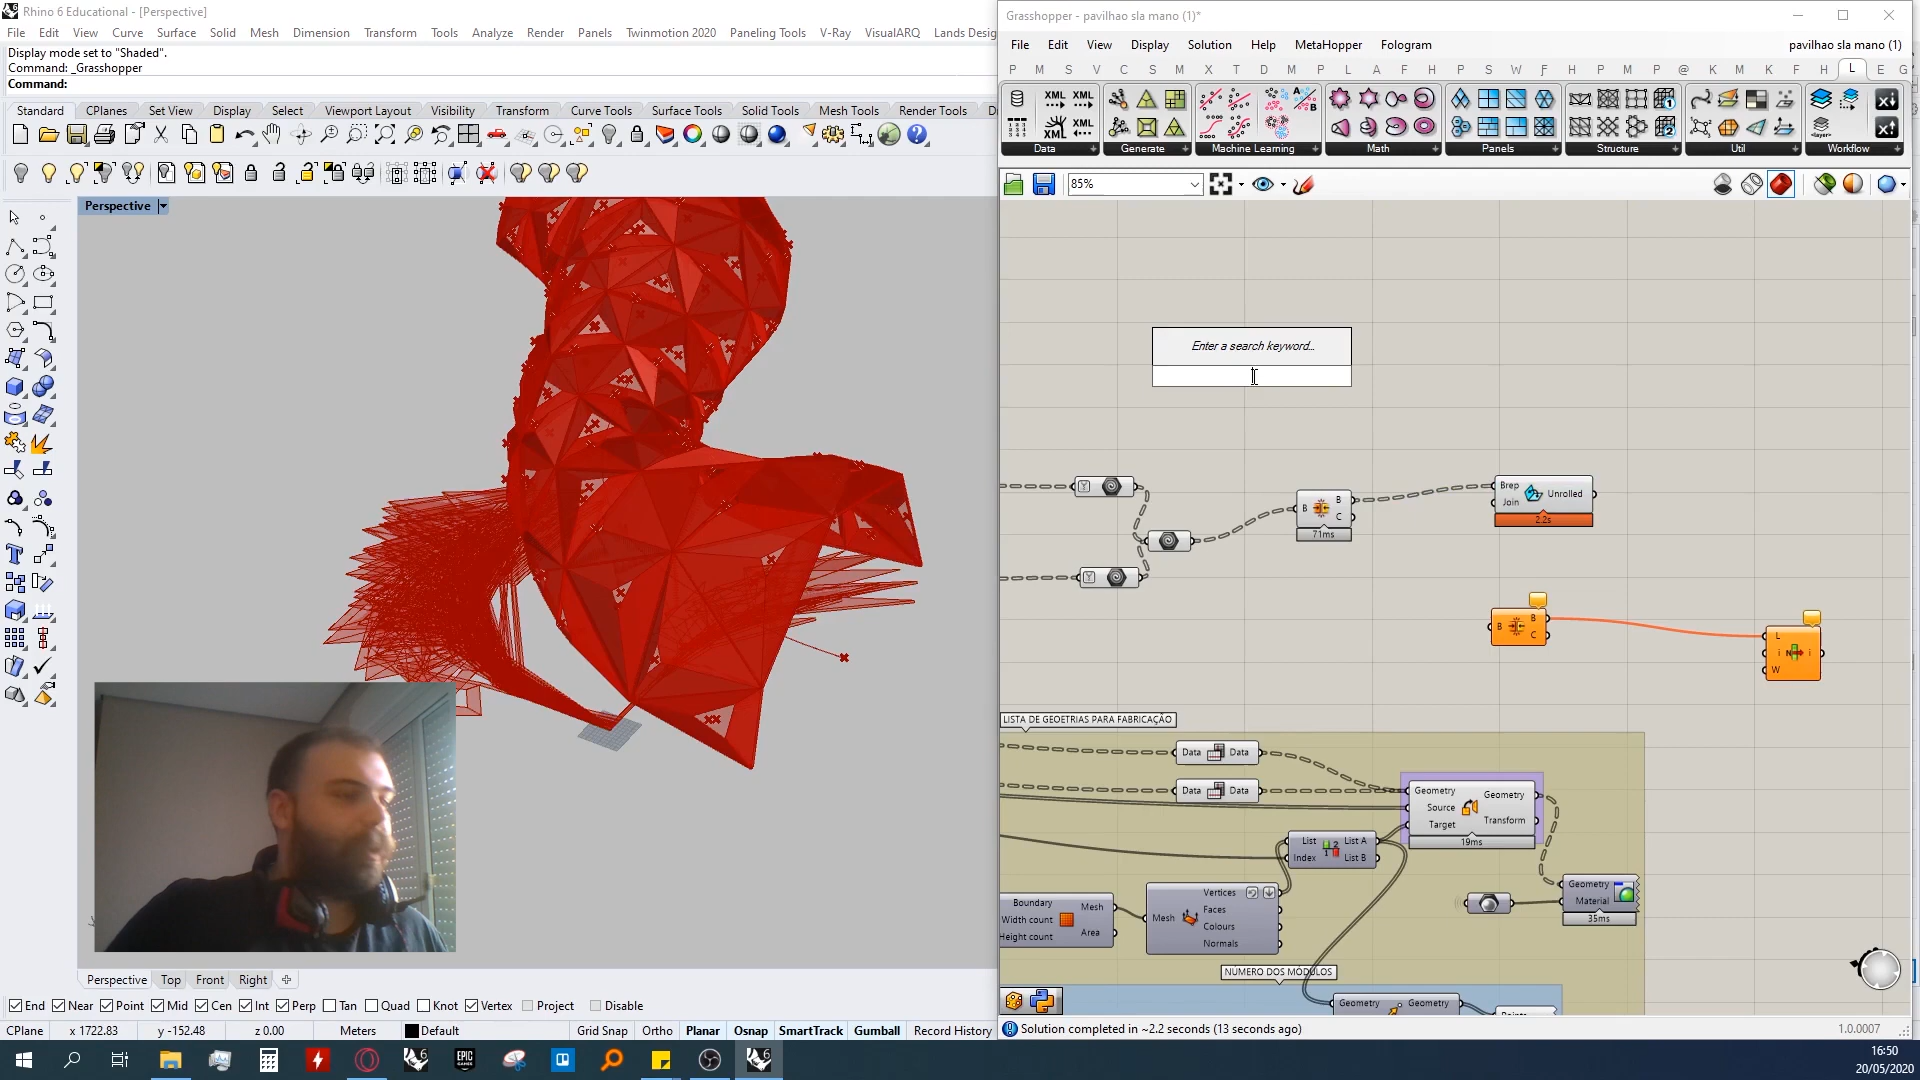 Rhino 6 Educational - [Perspective]
File Edit View Curve Surface Solid Mesh Dimension Transform Tools Analyze Render Panels Twinmotion 2020 Paneling Tools V-Ray VisualARQ Lands Desig
Display mode set to "Shaded".
Command: _Grasshopper
Command:
Standard CPlanes Set View Display Select Viewport Layout Visibility Transform Curve Tools Surface Tools Solid Tools Mesh Tools Render Tools D
Perspective
Perspective Top Front Right
End Near Point Mid Cen Int Perp Tan Quad Knot Vertex Project Disable
CPlane x 1722.83 y -152.48 z 0.00 Meters Default Grid Snap Ortho Planar Osnap SmartTrack Gumball Record History
Grasshopper - pavilhao sla mano (1)*
File Edit View Display Solution Help MetaHopper Fologram pavilhao sla mano (1)
P M S V C S M X T D M P L A F H P S W F H P M P @ K M K F H L E G
XML XML
XML XML
Data Generate Machine Learning Math Panels Structure Util Workflow
85%
Enter a search keyword...
Y
Y
B B
C
71ms
Brep Unrolled
Join
2.2s
B B
C
L
i N i
W
LISTA DE GEOETRIAS PARA FABRICAÇÃO
Data Data
Data Data
Geometry Geometry
Source
Target Transform
19ms
List List A
Index List B
Boundary Mesh
Width count
Height count Area
Vertices
Mesh Faces
Colours
Normals
Geometry
Material
35ms
NÚMERO DOS MÓDULOS
Geometry Geometry
Points
Solution completed in ~2.2 seconds (13 seconds ago)
1.0.0007
EPIC GAMES
16:50
20/05/2020